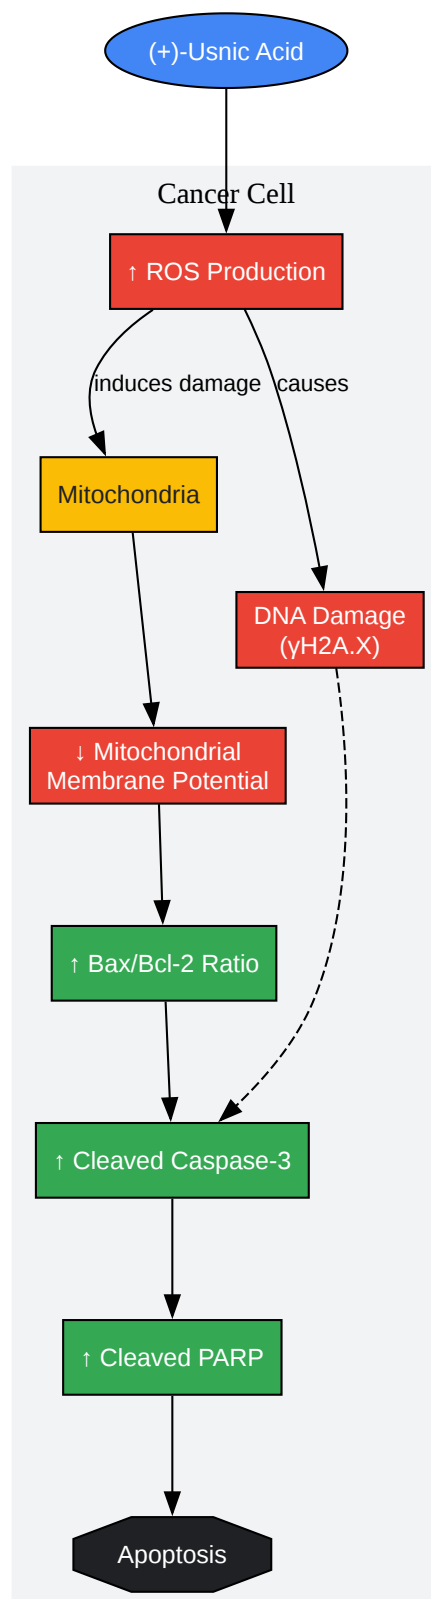 (+)-Usnic Acid
Cancer Cell
↑ ROS Production
induces damage
causes
Mitochondria
DNA Damage
(γH2A.X)
↓ Mitochondrial
Membrane Potential
↑ Bax/Bcl-2 Ratio
↑ Cleaved Caspase-3
↑ Cleaved PARP
Apoptosis